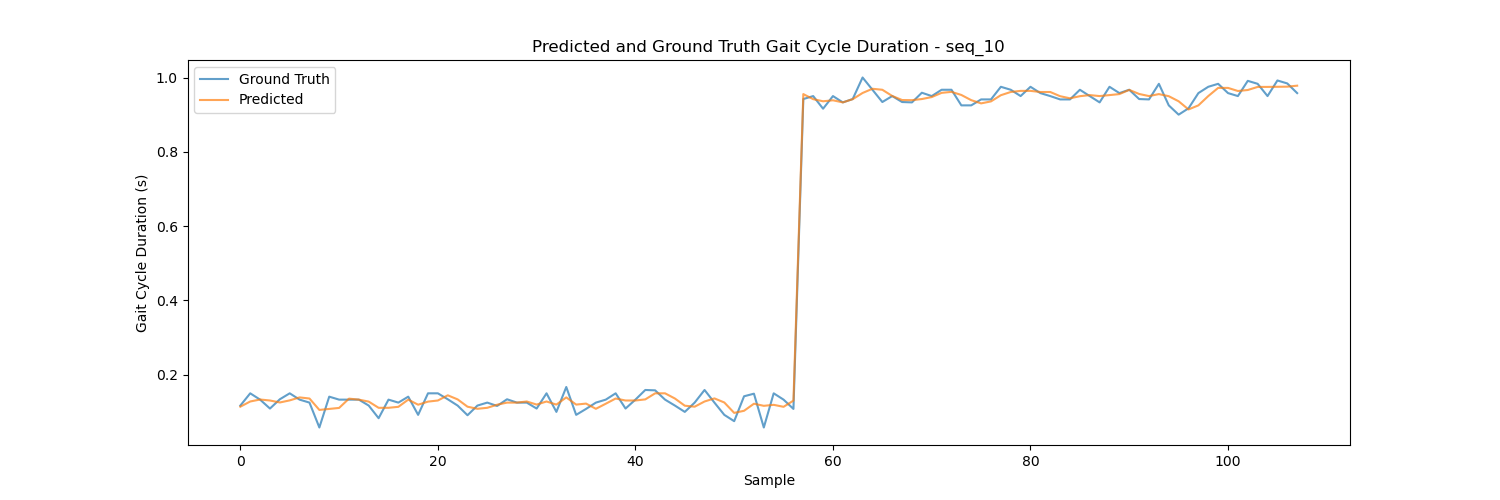 Predicted and Ground Truth Gait Cycle Duration - seq_10
Ground Truth
Predicted
1.0
0.8
0.6
0.4
0.2
Gait Cycle Duration (s)
0
20
40
60
80
100
Sample